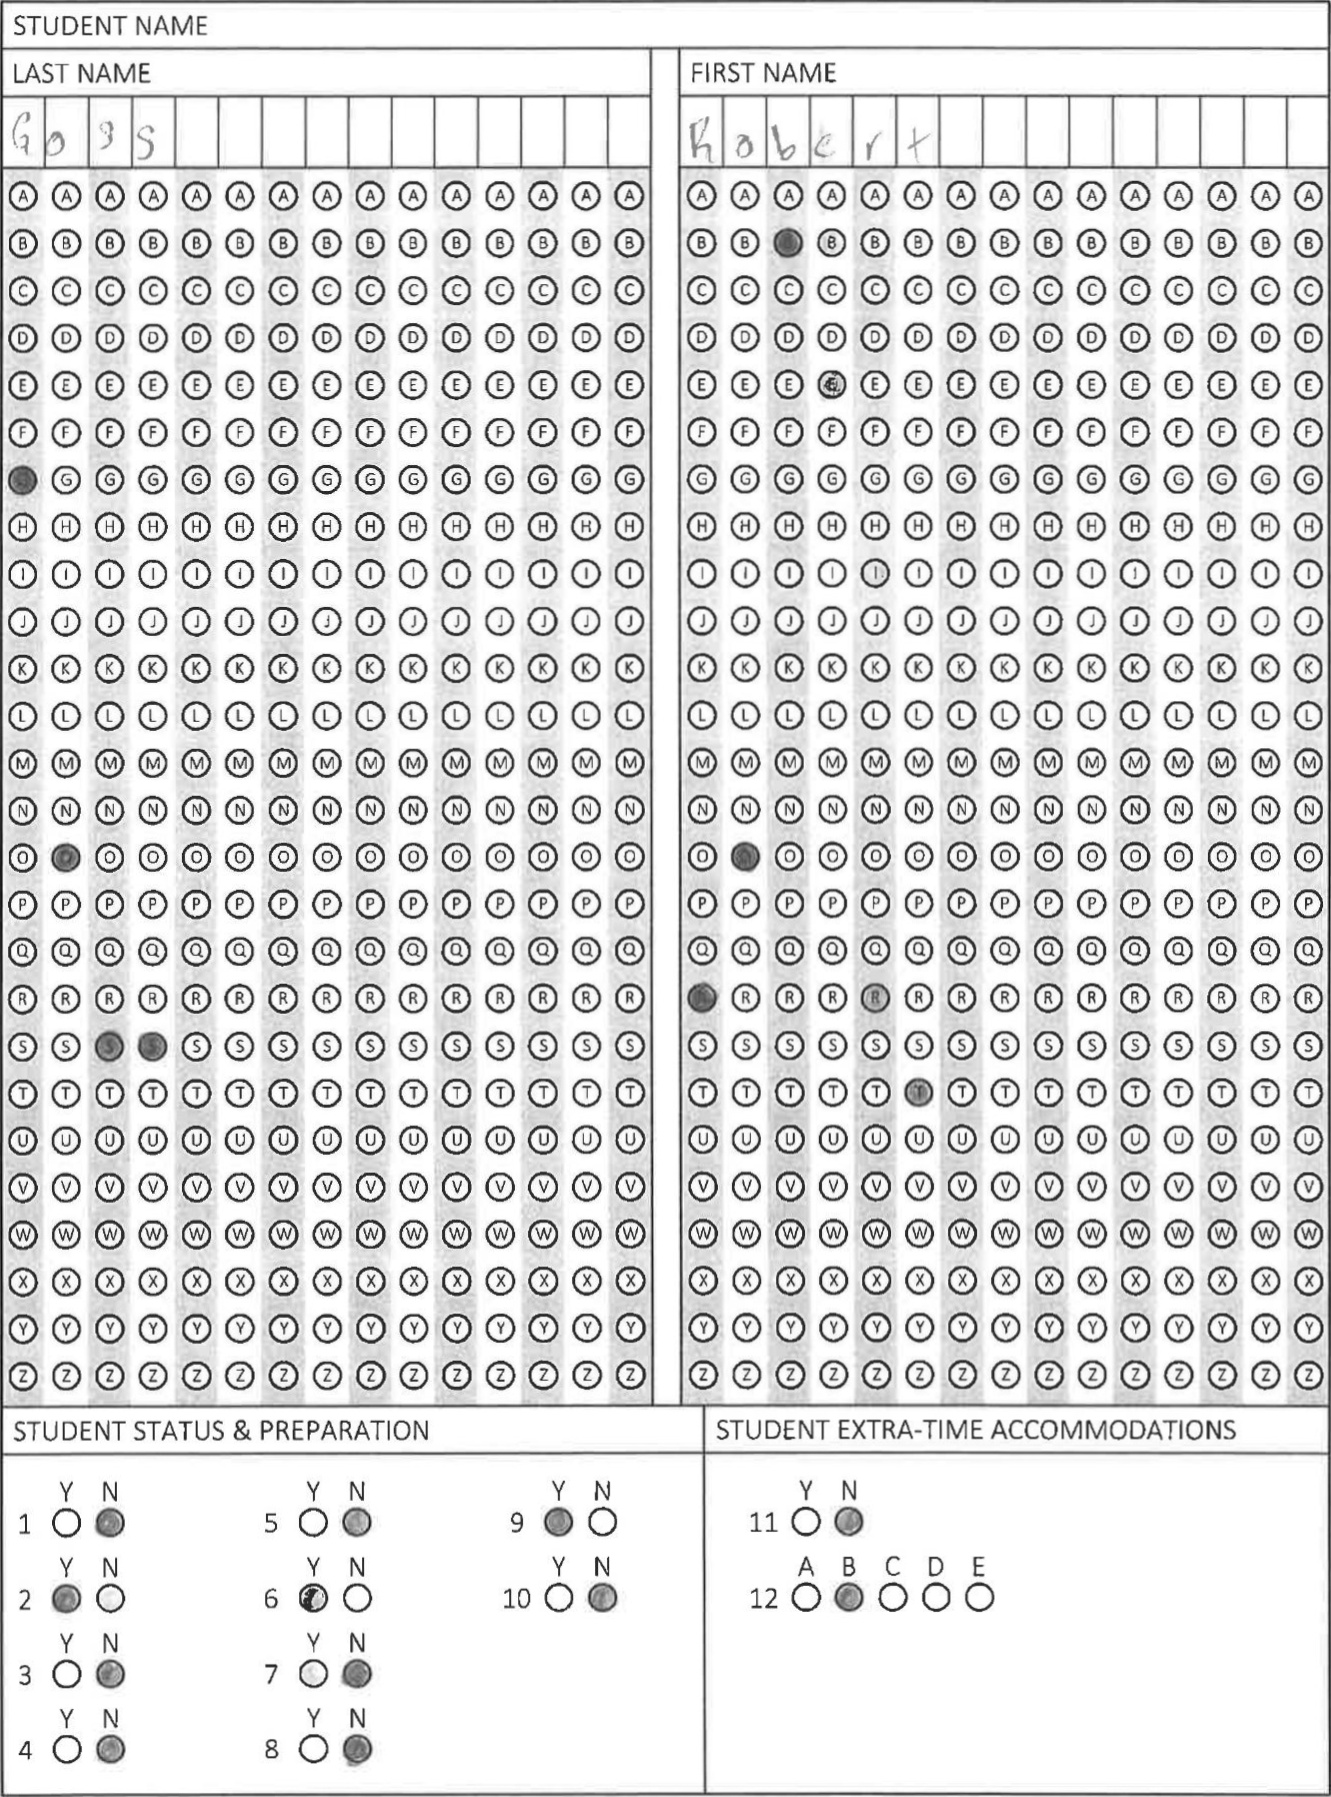 STUDENT NAME
LAST NAME FIRST NAME
G o s s R o b e r t
A A A A A A A A A A A A A A A A A A A A A A A A A A A A A A
B B B B B B B B B B B B B B B B B B B B B B B B B B B B B
C C C C C C C C C C C C C C C C C C C C C C C C C C C C C C
D D D D D D D D D D D D D D D D D D D D D D D D D D D D D D
E E E E E E E E E E E E E E E E E E E E E E E E E E E E E E
F F F F F F F F F F F F F F F F F F F F F F F F F F F F F F
G G G G G G G G G G G G G G G G G G G G G G G G G G G G G
H H H H H H H H H H H H H H H H H H H H H H H H H H H H H H
I I I I I I I I I I I I I I I I I I I I I I I I I I I I I I
J J J J J J J J J J J J J J J J J J J J J J J J J J J J J J
K K K K K K K K K K K K K K K K K K K K K K K K K K K K K K
L L L L L L L L L L L L L L L L L L L L L L L L L L L L L L
M M M M M M M M M M M M M M M M M M M M M M M M M M M M M M
N N N N N N N N N N N N N N N N N N N N N N N N N N N N N N
O O O O O O O O O O O O O O O O O O O O O O O O O O O O O
P P P P P P P P P P P P P P P P P P P P P P P P P P P P P P
Q Q Q Q Q Q Q Q Q Q Q Q Q Q Q Q Q Q Q Q Q Q Q Q Q Q Q Q Q Q
R R R R R R R R R R R R R R R R R R R R R R R R R R R R R
S S S S S S S S S S S S S S S S S S S S S S S S S S S S S S
T T T T T T T T T T T T T T T T T T T T T T T T T T T T T T
U U U U U U U U U U U U U U U U U U U U U U U U U U U U U U
V V V V V V V V V V V V V V V V V V V V V V V V V V V V V V
W W W W W W W W W W W W W W W W W W W W W W W W W W W W W W
X X X X X X X X X X X X X X X X X X X X X X X X X X X X X X
Y Y Y Y Y Y Y Y Y Y Y Y Y Y Y Y Y Y Y Y Y Y Y Y Y Y Y Y Y Y
Z Z Z Z Z Z Z Z Z Z Z Z Z Z Z Z Z Z Z Z Z Z Z Z Z Z Z Z Z Z
STUDENT STATUS & PREPARATION
Y N Y N Y N
1 5 9
Y N Y N Y N
2 6 10
Y N Y N
3 7
Y N Y N
4 8
STUDENT EXTRA-TIME ACCOMMODATIONS
Y N
11
A B C D E
12